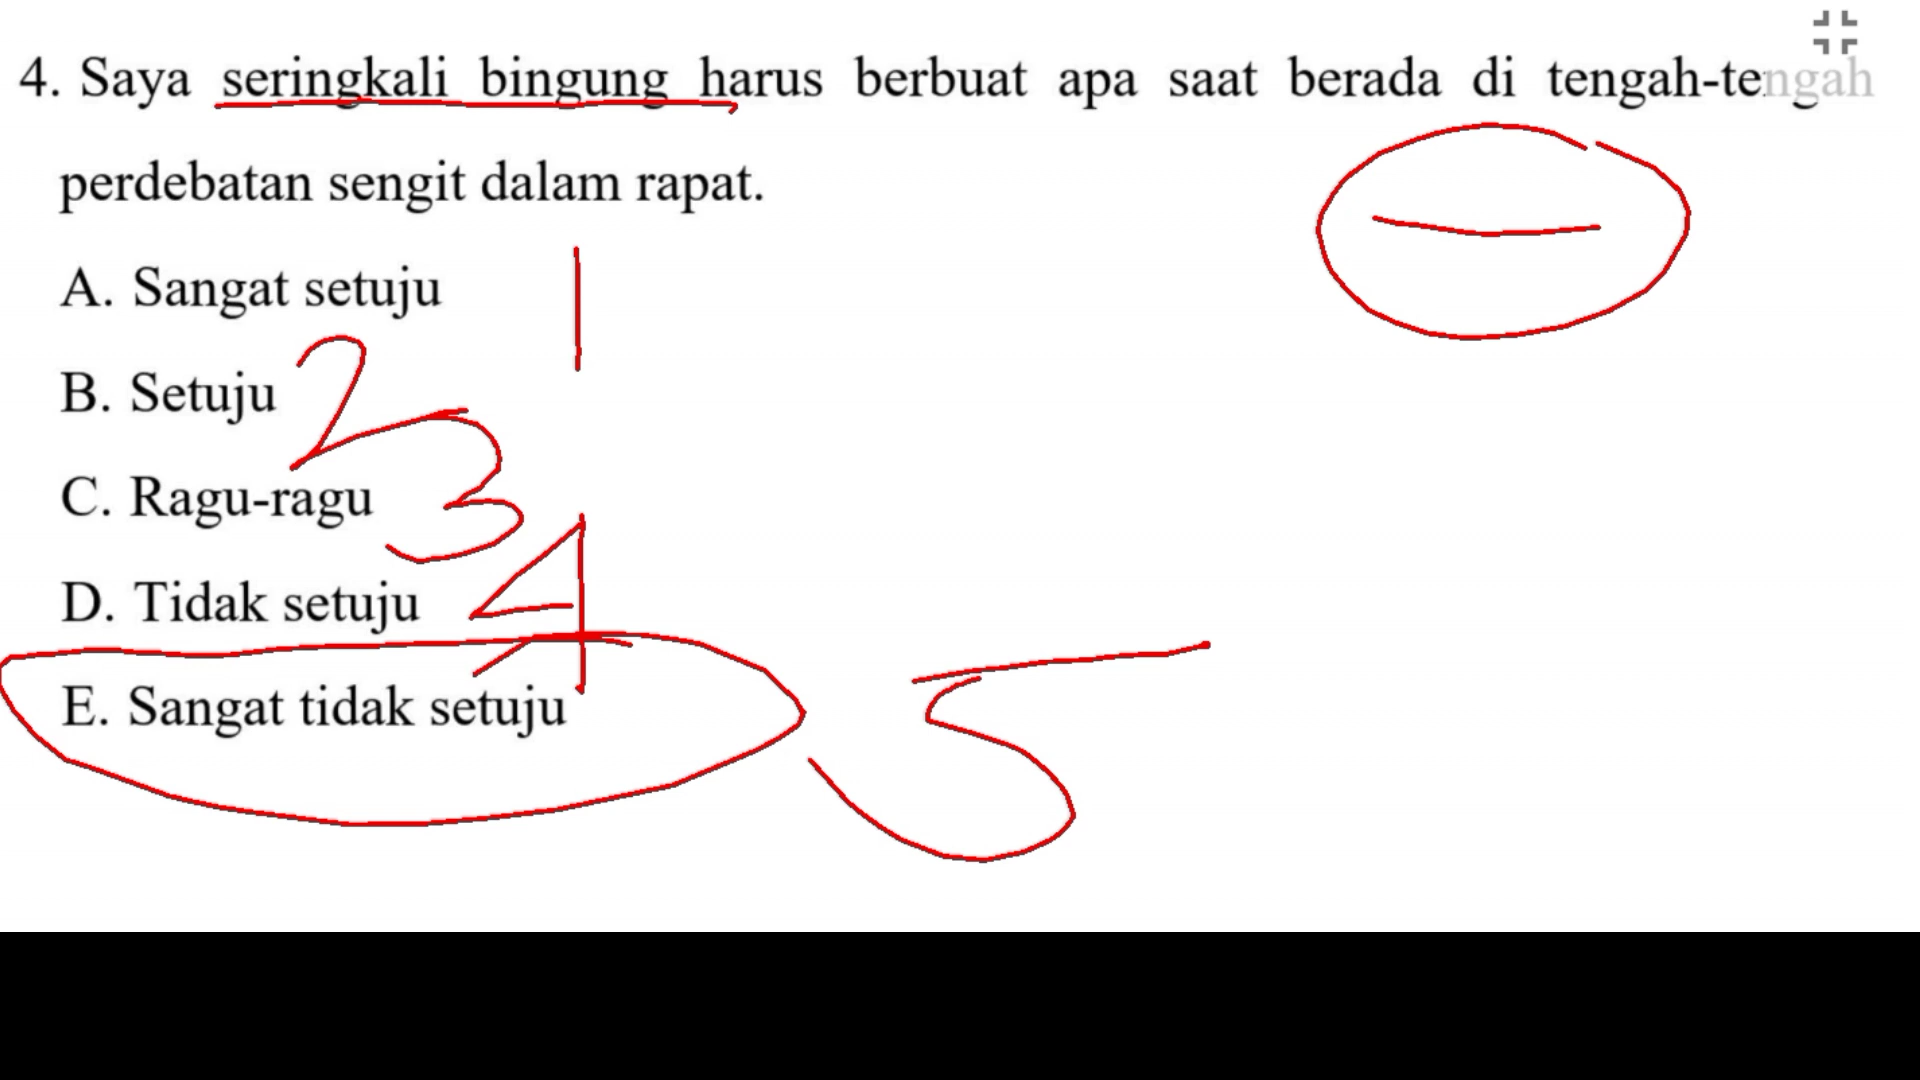 4. Saya seringkali bingung harus berbuat apa saat berada di tengah-tengah
perdebatan sengit dalam rapat.
A. Sangat setuju 1
B. Setuju 2
C. Ragu-ragu 3
D. Tidak setuju 4
E. Sangat tidak setuju 5